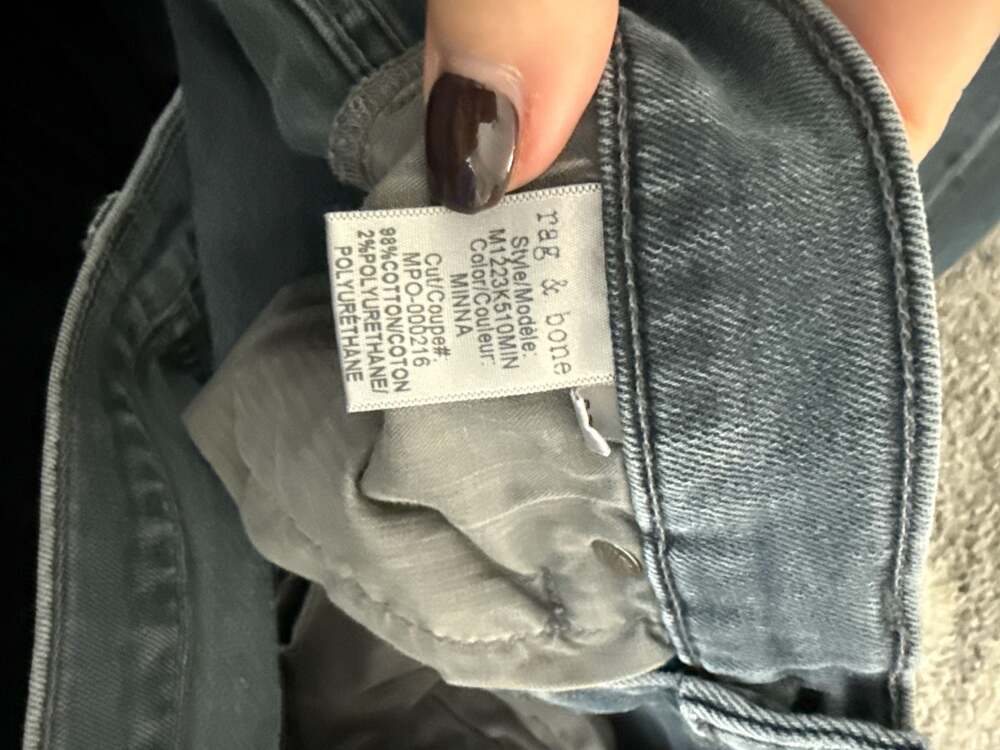 rag & bone
Style/Modèle:
M1223K510MIN
Color/Couleur:
MINNA
Cut/Coupe#:
MPO-000216
98%COTTON/COTON
2%POLYURETHANE/
POLYURÉTHANE